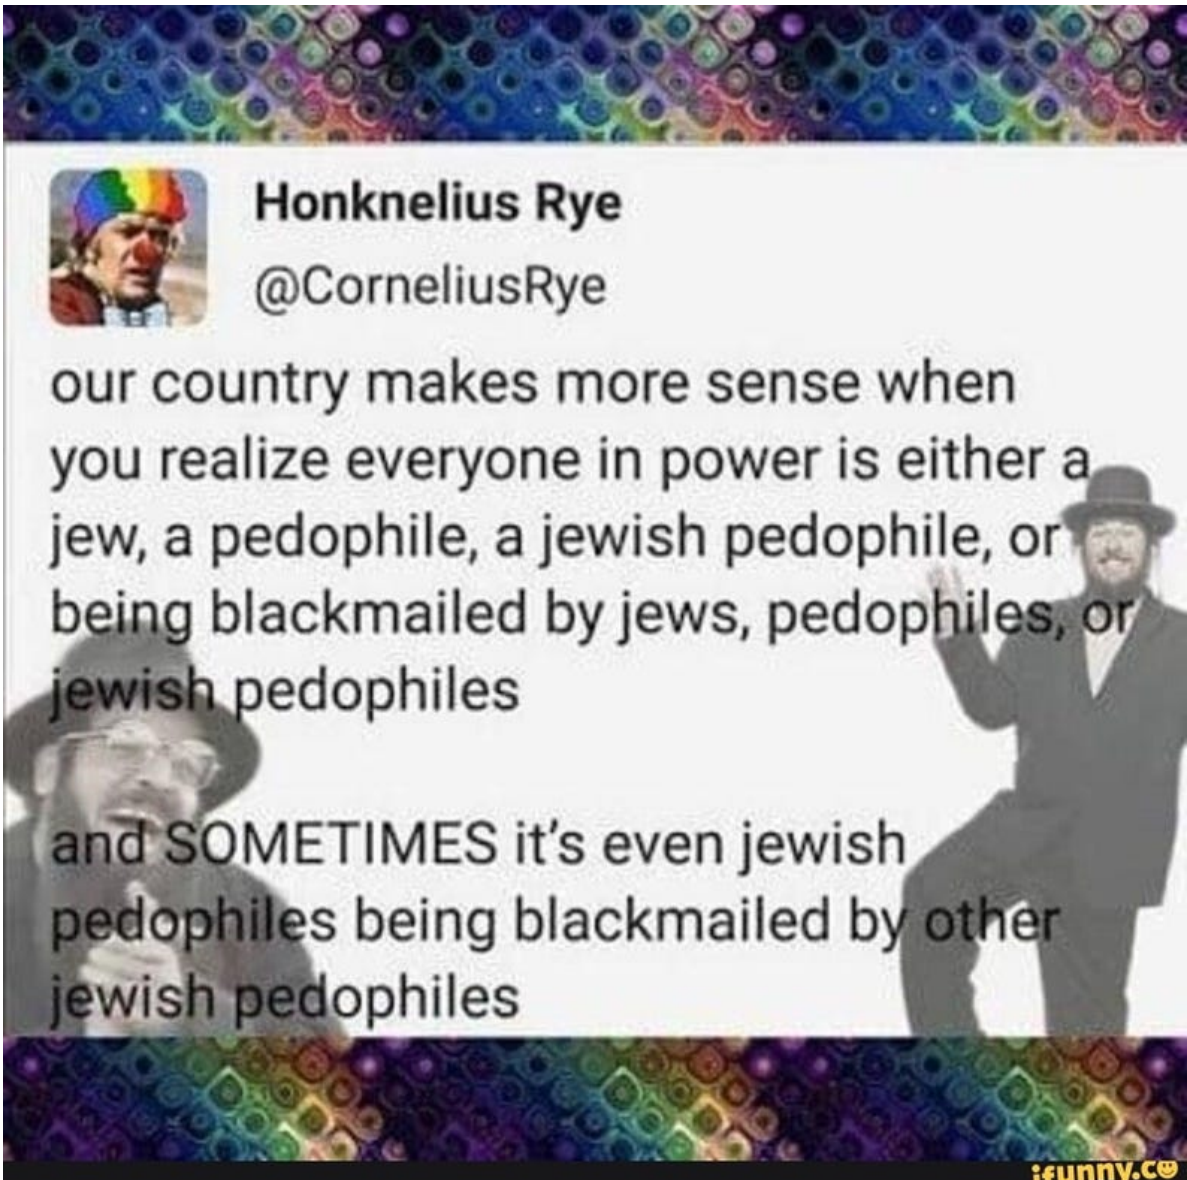 Honknelius Rye
@CorneliusRye
our country makes more sense when
you realize everyone in power is either a
jew, a pedophile, a jewish pedophile, or
being blackmailed by jews, pedophiles, or
jewish pedophiles
and SOMETIMES it's even jewish
pedophiles being blackmailed by other
jewish pedophiles
ifunny.co